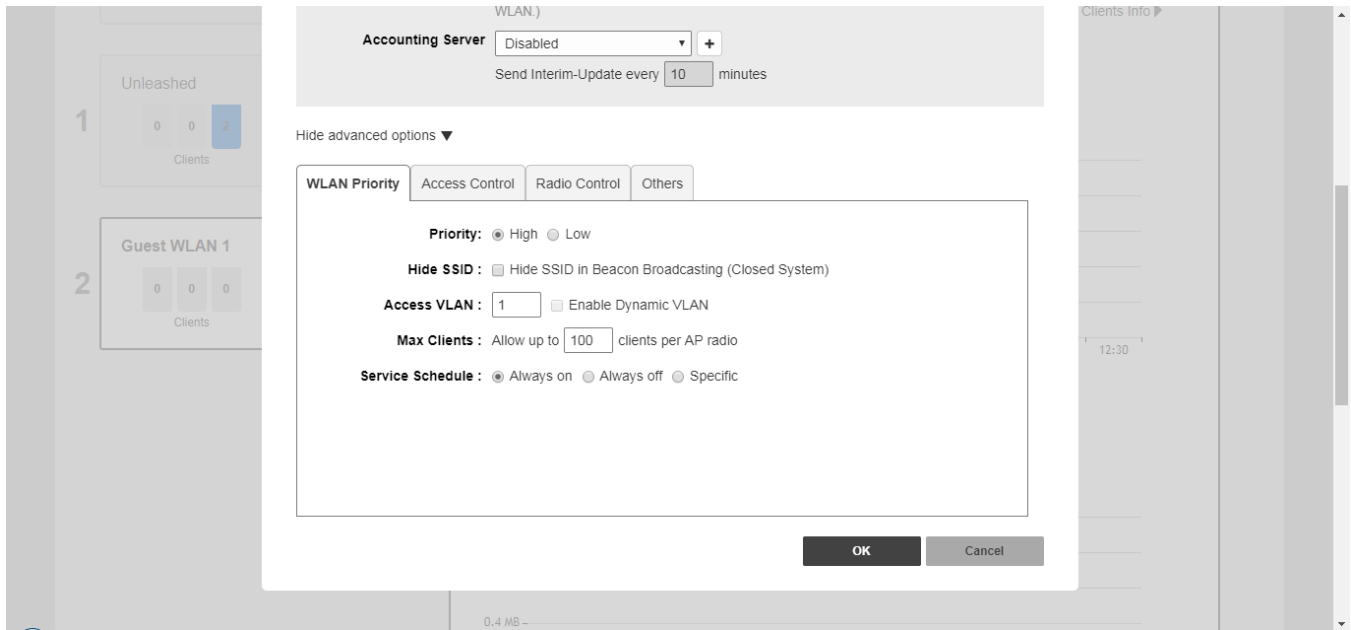 WLAN.)
Clients Info
Accounting Server Disabled +
Send Interim-Update every 10 minutes
Unleashed
1
0 0 2
Clients
Hide advanced options ▼
WLAN Priority Access Control Radio Control Others
Priority: High Low
Guest WLAN 1
Hide SSID : Hide SSID in Beacon Broadcasting (Closed System)
2
0 0 0
Access VLAN : 1 Enable Dynamic VLAN
Clients
Max Clients : Allow up to 100 clients per AP radio
12:30
Service Schedule : Always on Always off Specific
OK Cancel
0.4 MB